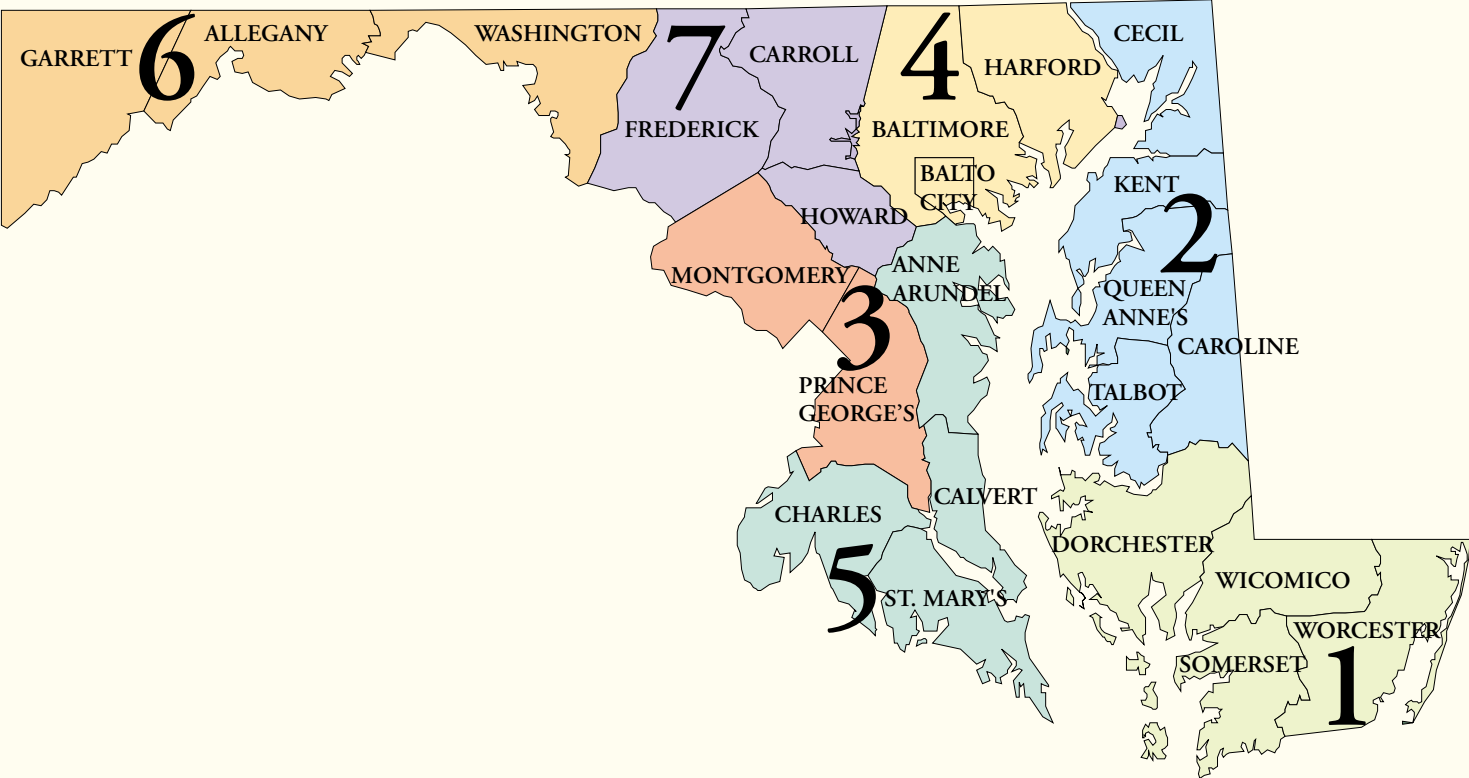 GARRETT
6
ALLEGANY
WASHINGTON
7
FREDERICK
CARROLL
HOWARD
4
BALTIMORE
HARFORD
BALTO
CITY
CECIL
KENT
2
QUEEN
ANNE'S
CAROLINE
TALBOT
MONTGOMERY
3
PRINCE
GEORGE’S
ANNE
ARUNDEL
CALVERT
CHARLES
5
ST. MARY'S
DORCHESTER
WICOMICO
WORCESTER
SOMERSET
1